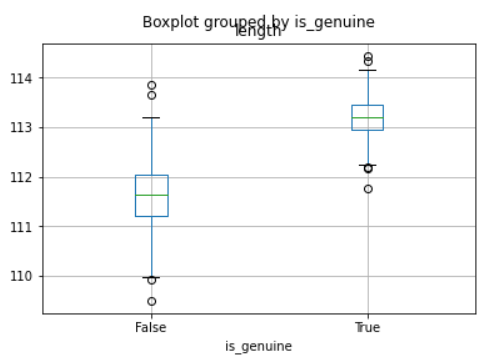 Boxplot grouped by is_genuine
length
114
113
112
111
110
False True
is_genuine